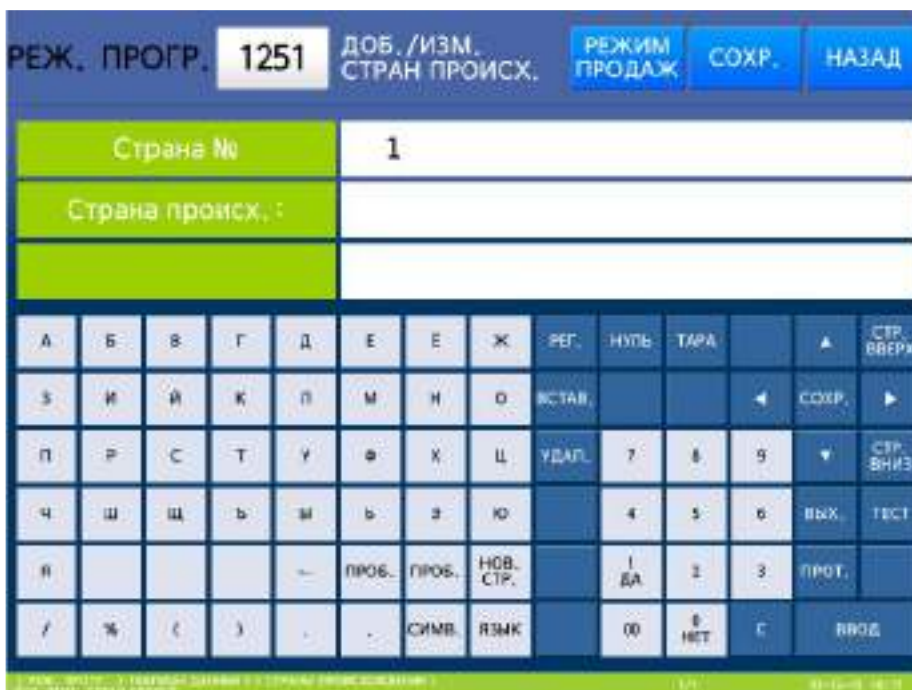 РЕЖ. ПРОГР. 1251 ДОБ./ИЗМ. СТРАН ПРОИСХ. РЕЖИМ ПРОДАЖ СОХР. НАЗАД
Страна № 1
Страна происх. :
А Б В Г Д Е Ё Ж РЕГ. НУЛЬ ТАРА ▲ СТР. ВВЕРХ
З И Й К Л М Н О ВСТАВ. ◄ СОХР. ►
П Р С Т У Ф Х Ц УДАЛ. 7 8 9 ▼ СТР. ВНИЗ
Ч Ш Щ Ъ Ы Ь Э Ю 4 5 6 ВЫХ. ТЕСТ
Я ПРОБ. ПРОБ. НОВ. СТР. ! ДА 2 3 ПРОТ.
/ % ( ) СИМВ. ЯЗЫК 00 0 НЕТ C ВВОД